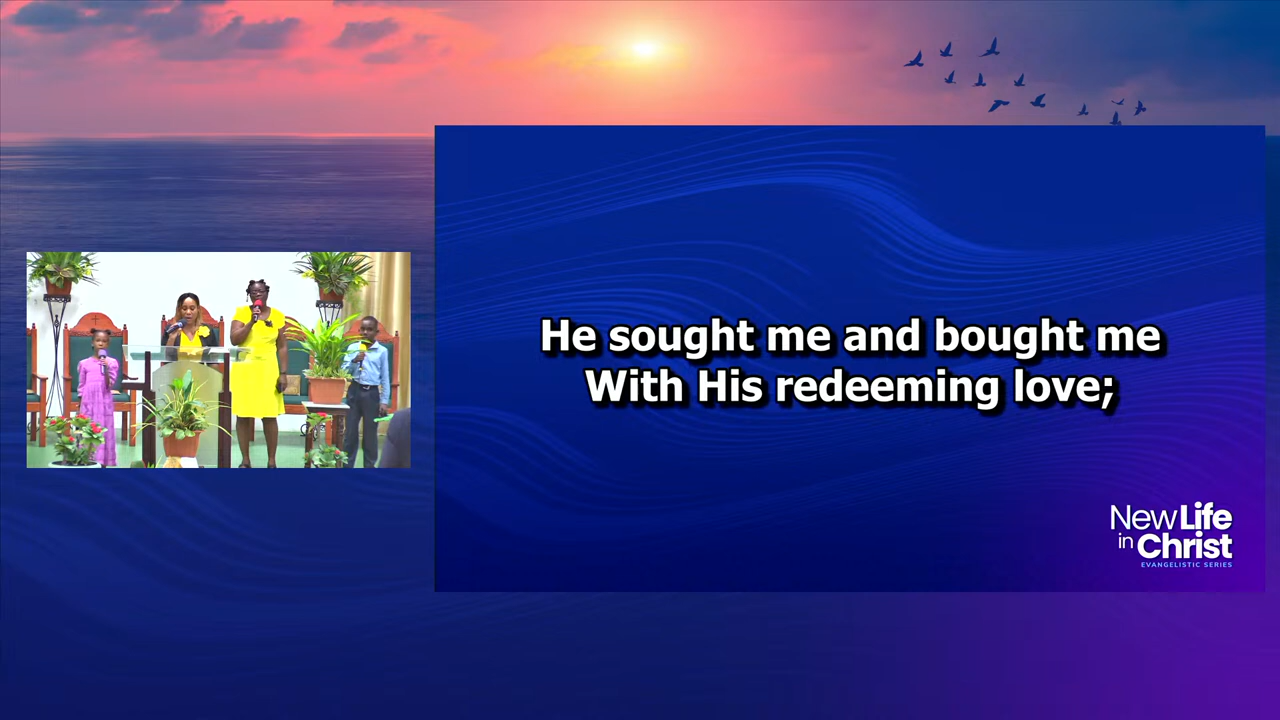 He sought me and bought me
With His redeeming love;
New Life
in Christ
EVANGELISTIC SERIES